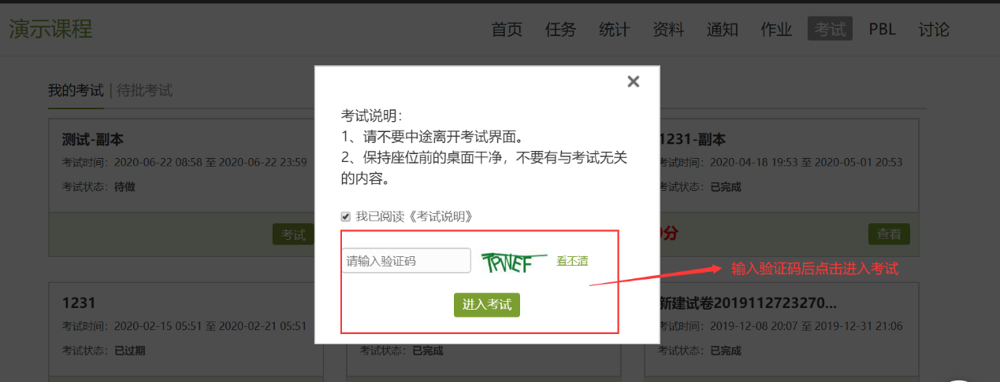 演示课程
首页 任务 统计 资料 通知 作业 考试 PBL 讨论
我的考试 | 待批考试
测试-副本
考试时间：2020-06-22 08:58 至 2020-06-22 23:59
考试状态：待做
考试
考试说明：
1、请不要中途离开考试界面。
2、保持座位前的桌面干净，不要有与考试无关
的内容。
我已阅读《考试说明》
请输入验证码 TPWEF 看不清
进入考试
输入验证码后点击进入考试
1231-副本
考试时间：2020-04-18 19:53 至 2020-05-01 20:53
考试状态：已完成
分
查看
1231
考试时间：2020-02-15 05:51 至 2020-02-21 05:51
考试状态：已过期
考试状态：已完成
新建试卷2019112723270...
考试时间：2019-12-08 20:07 至 2019-12-31 21:06
考试状态：已完成